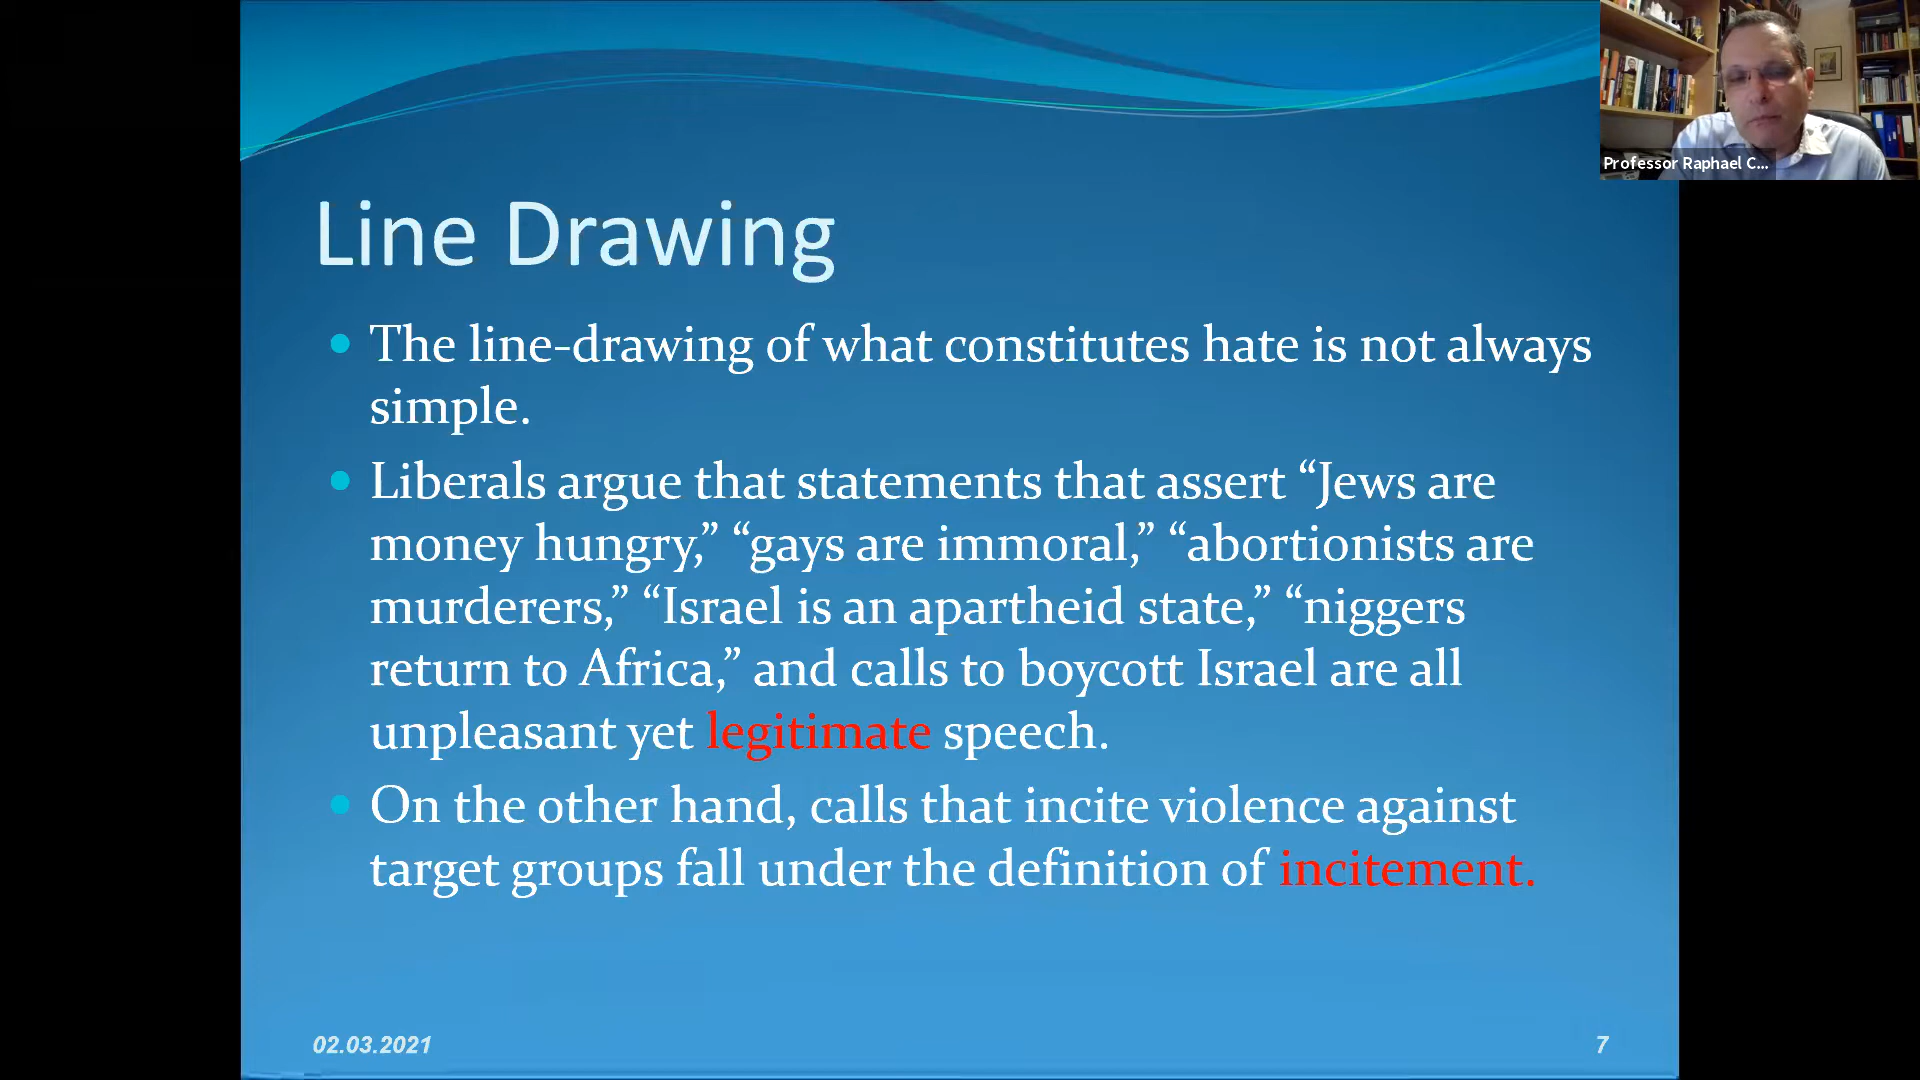 Professor Raphael C...
Line Drawing
The line-drawing of what constitutes hate is not always
simple.
Liberals argue that statements that assert “Jews are
money hungry,” “gays are immoral,” “abortionists are
murderers,” “Israel is an apartheid state,” “niggers
return to Africa,” and calls to boycott Israel are all
unpleasant yet legitimate speech.
On the other hand, calls that incite violence against
target groups fall under the definition of incitement.
02.03.2021
7